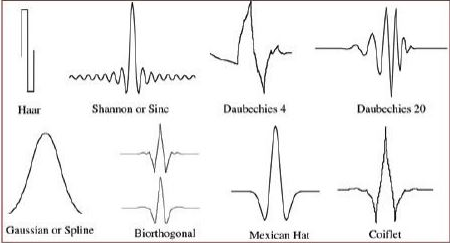 Haar
Shannon or Sinc
Daubechies 4
Daubechies 20
Gaussian or Spline
Biorthogonal
Mexican Hat
Coiflet